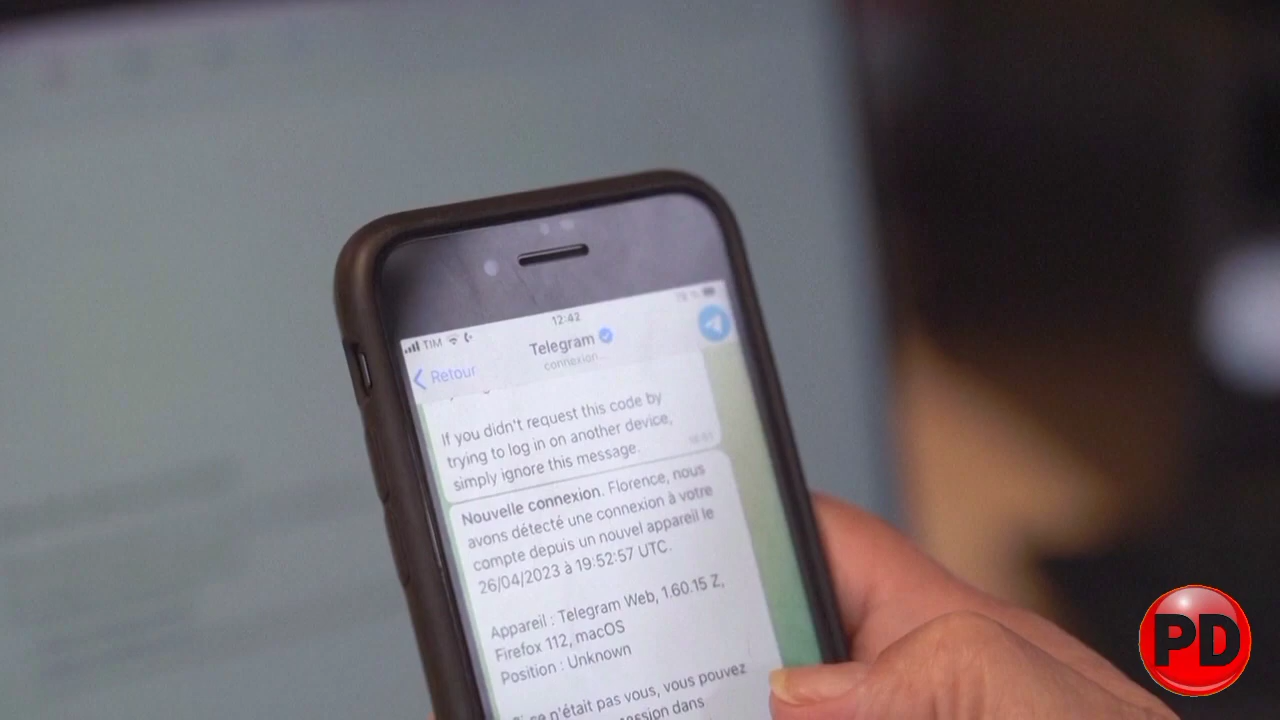 12:42
TIM
Telegram
connexion...
Retour
If you didn't request this code by
trying to log in on another device,
simply ignore this message.
Nouvelle connexion. Florence, nous
avons détecté une connexion à votre
compte depuis un nouvel appareil le
26/04/2023 à 19:52:57 UTC.
Appareil : Telegram Web, 1.60.15 Z,
Firefox 112, macOS
Position : Unknown
Si ce n'était pas vous, vous pouvez
dans
PD